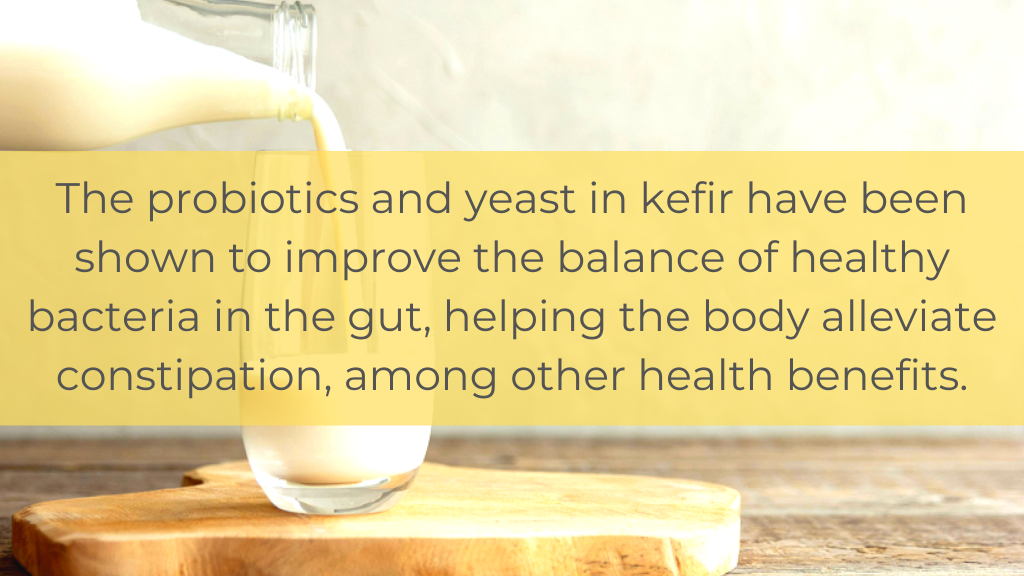 The probiotics and yeast in kefir have been
shown to improve the balance of healthy
bacteria in the gut, helping the body alleviate
constipation, among other health benefits.